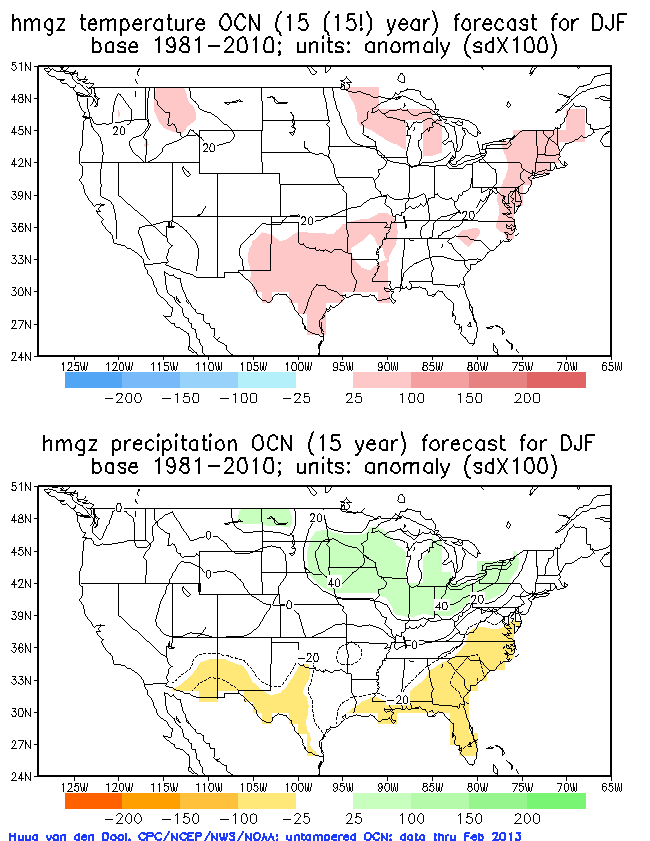 hmgz temperature OCN (15 (15!) year) forecast for DJF
base 1981-2010; units: anomaly (sdX100)
51N
48N
45N
42N
39N
36N
33N
30N
27N
24N
20
20
20
20
125W 120W 115W 110W 105W 100W 95W 90W 85W 80W 75W 70W 65W
-200 -150 -100 -25 25 100 150 200
hmgz precipitation OCN (15 year) forecast for DJF
base 1981-2010; units: anomaly (sdX100)
51N
48N
45N
42N
39N
36N
33N
30N
27N
24N
0
20
0
0
40
40
20
0
0
-20
-20
125W 120W 115W 110W 105W 100W 95W 90W 85W 80W 75W 70W 65W
-200 -150 -100 -25 25 100 150 200
Huug van den Dool, CPC/NCEP/NWS/NOAA; untampered OCN; data thru Feb 2013